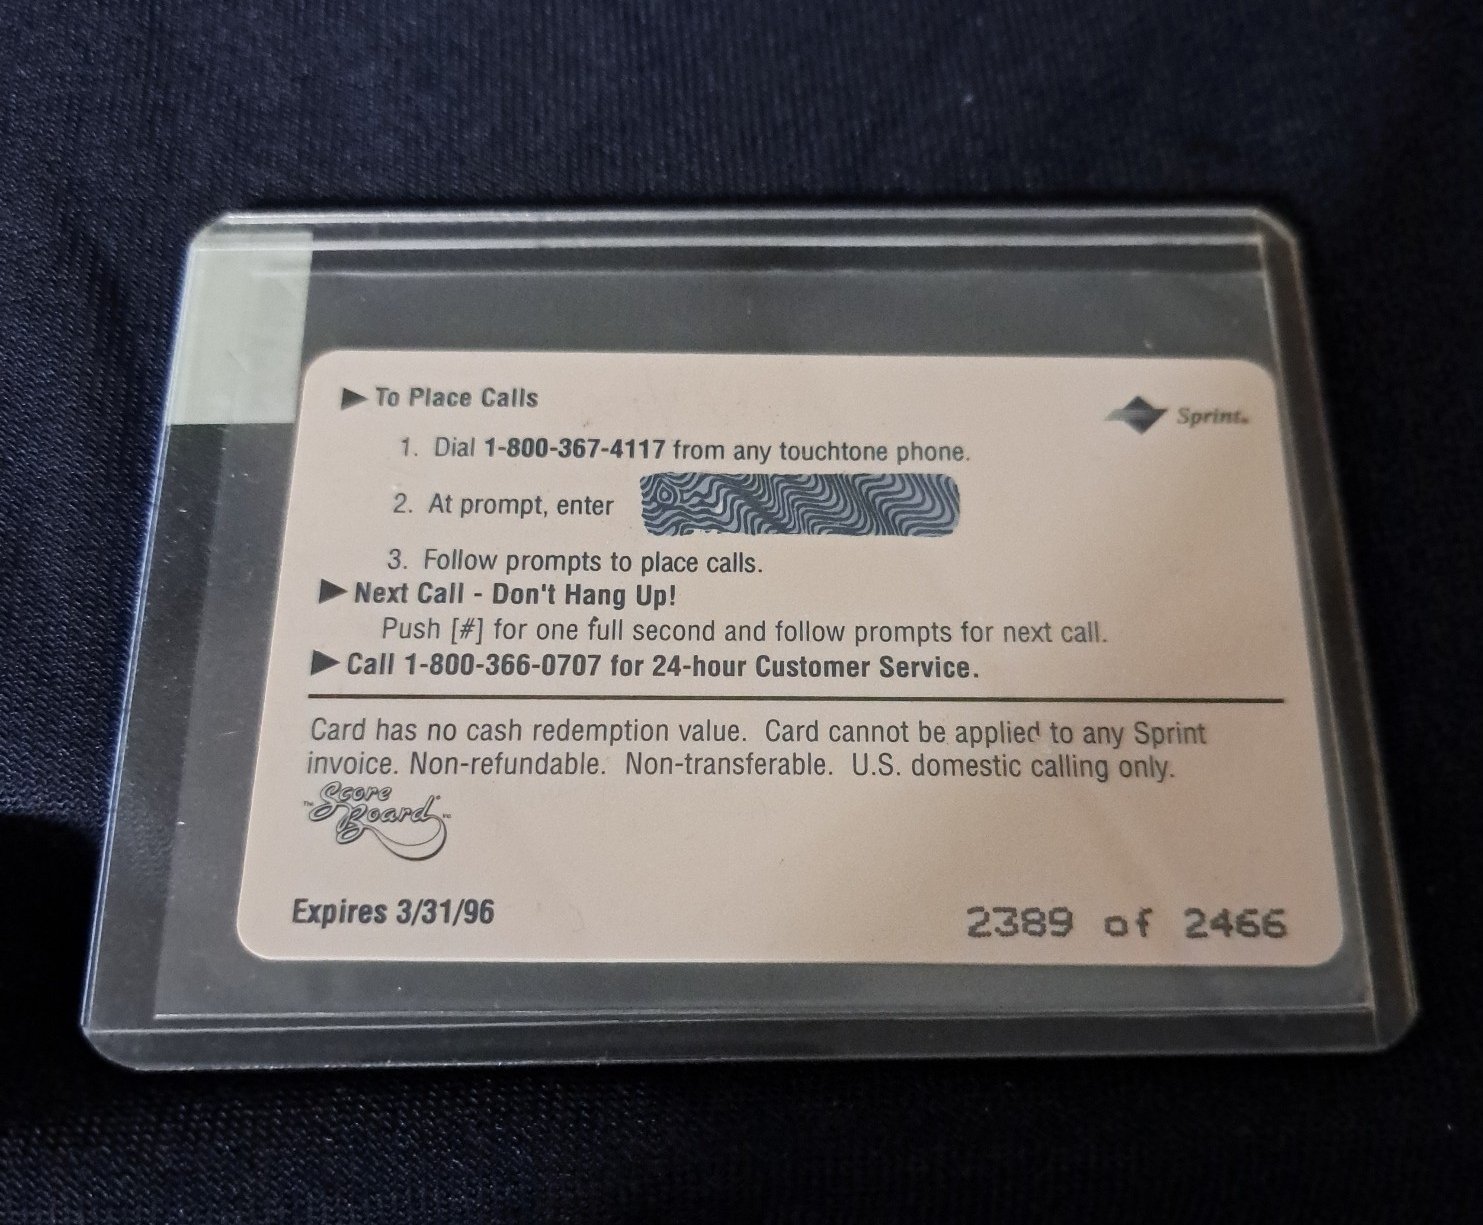 ▶ To Place Calls
Sprint.
1. Dial 1-800-367-4117 from any touchtone phone.
2. At prompt, enter
3. Follow prompts to place calls.
▶ Next Call - Don't Hang Up!
Push [#] for one full second and follow prompts for next call.
▶ Call 1-800-366-0707 for 24-hour Customer Service.
Card has no cash redemption value. Card cannot be applied to any Sprint
invoice. Non-refundable. Non-transferable. U.S. domestic calling only.
The Score
Board Inc
Expires 3/31/96
2389 of 2466